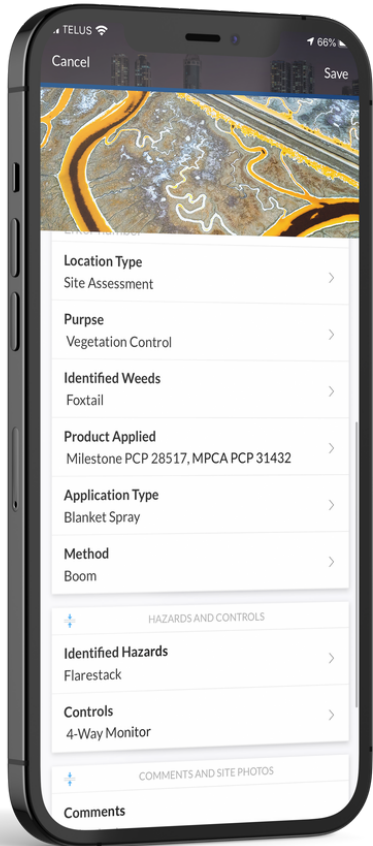 TELUS
66%
Cancel
Save
Location Type
Site Assessment
Purpse
Vegetation Control
Identified Weeds
Foxtail
Product Applied
Milestone PCP 28517, MPCA PCP 31432
Application Type
Blanket Spray
Method
Boom
HAZARDS AND CONTROLS
Identified Hazards
Flarestack
Controls
4-Way Monitor
COMMENTS AND SITE PHOTOS
Comments